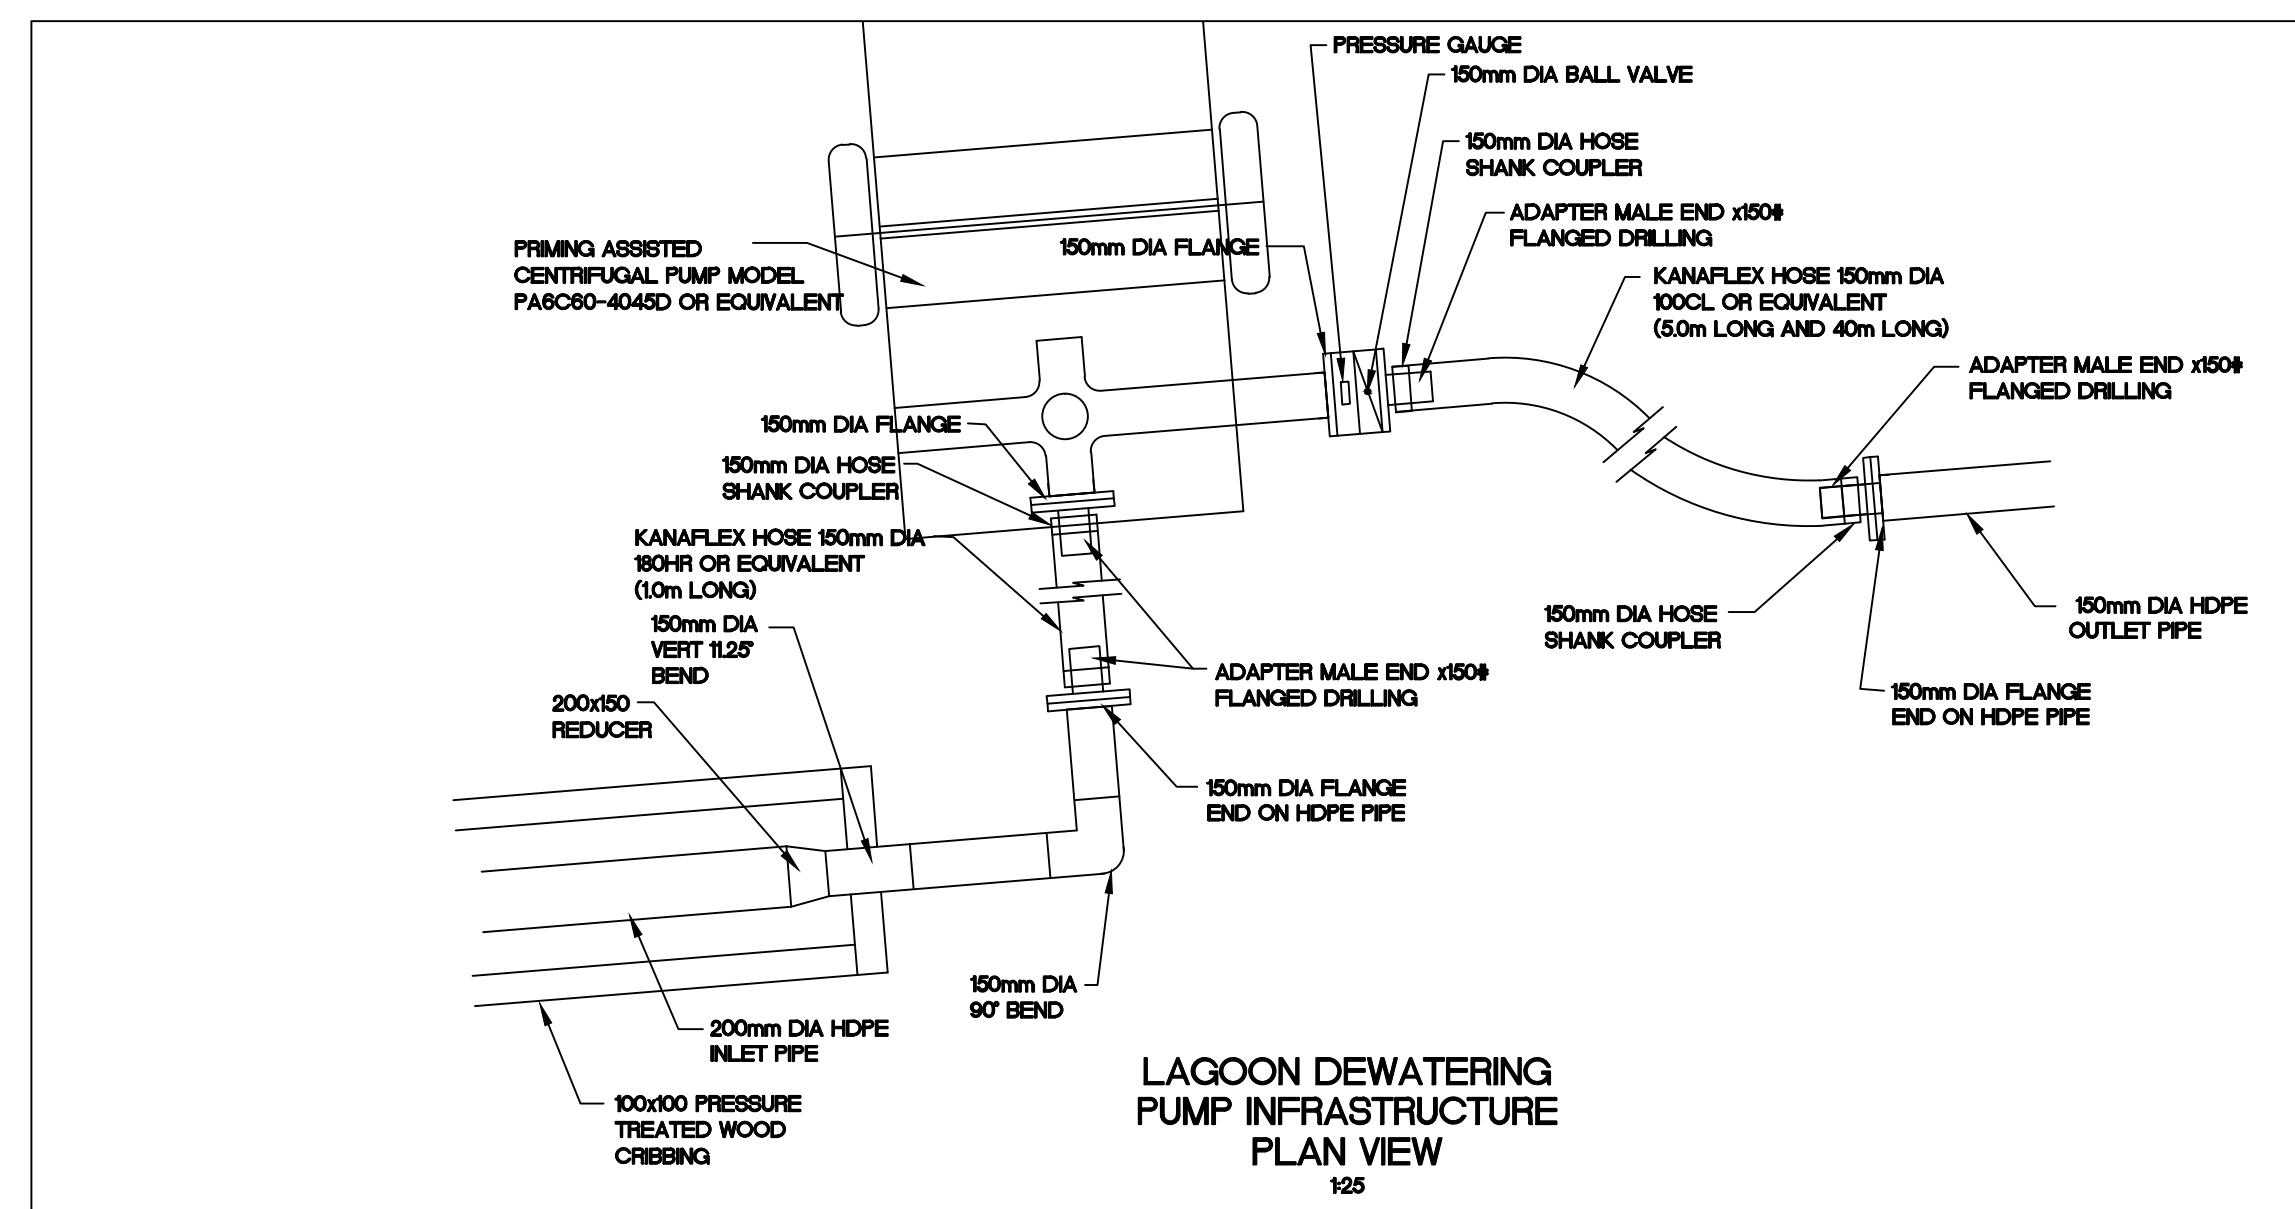 PRESSURE GAUGE
150mm DIA BALL VALVE
150mm DIA HOSE
SHANK COUPLER
ADAPTER MALE END x150#
FLANGED DRILLING
PRIMING ASSISTED
CENTRIFUGAL PUMP MODEL
PA6C60-4045D OR EQUIVALENT
150mm DIA FLANGE
KANAFLEX HOSE 150mm DIA
100CL OR EQUIVALENT
(5.0m LONG AND 40m LONG)
ADAPTER MALE END x150#
FLANGED DRILLING
150mm DIA FLANGE
150mm DIA HOSE
SHANK COUPLER
KANAFLEX HOSE 150mm DIA
180HR OR EQUIVALENT
(1.0m LONG)
150mm DIA
VERT 11.25°
BEND
200x150
REDUCER
ADAPTER MALE END x150#
FLANGED DRILLING
150mm DIA HOSE
SHANK COUPLER
150mm DIA HDPE
OUTLET PIPE
150mm DIA FLANGE
END ON HDPE PIPE
150mm DIA FLANGE
END ON HDPE PIPE
150mm DIA
90° BEND
200mm DIA HDPE
INLET PIPE
100x100 PRESSURE
TREATED WOOD
CRIBBING
LAGOON DEWATERING
PUMP INFRASTRUCTURE
PLAN VIEW
1:25